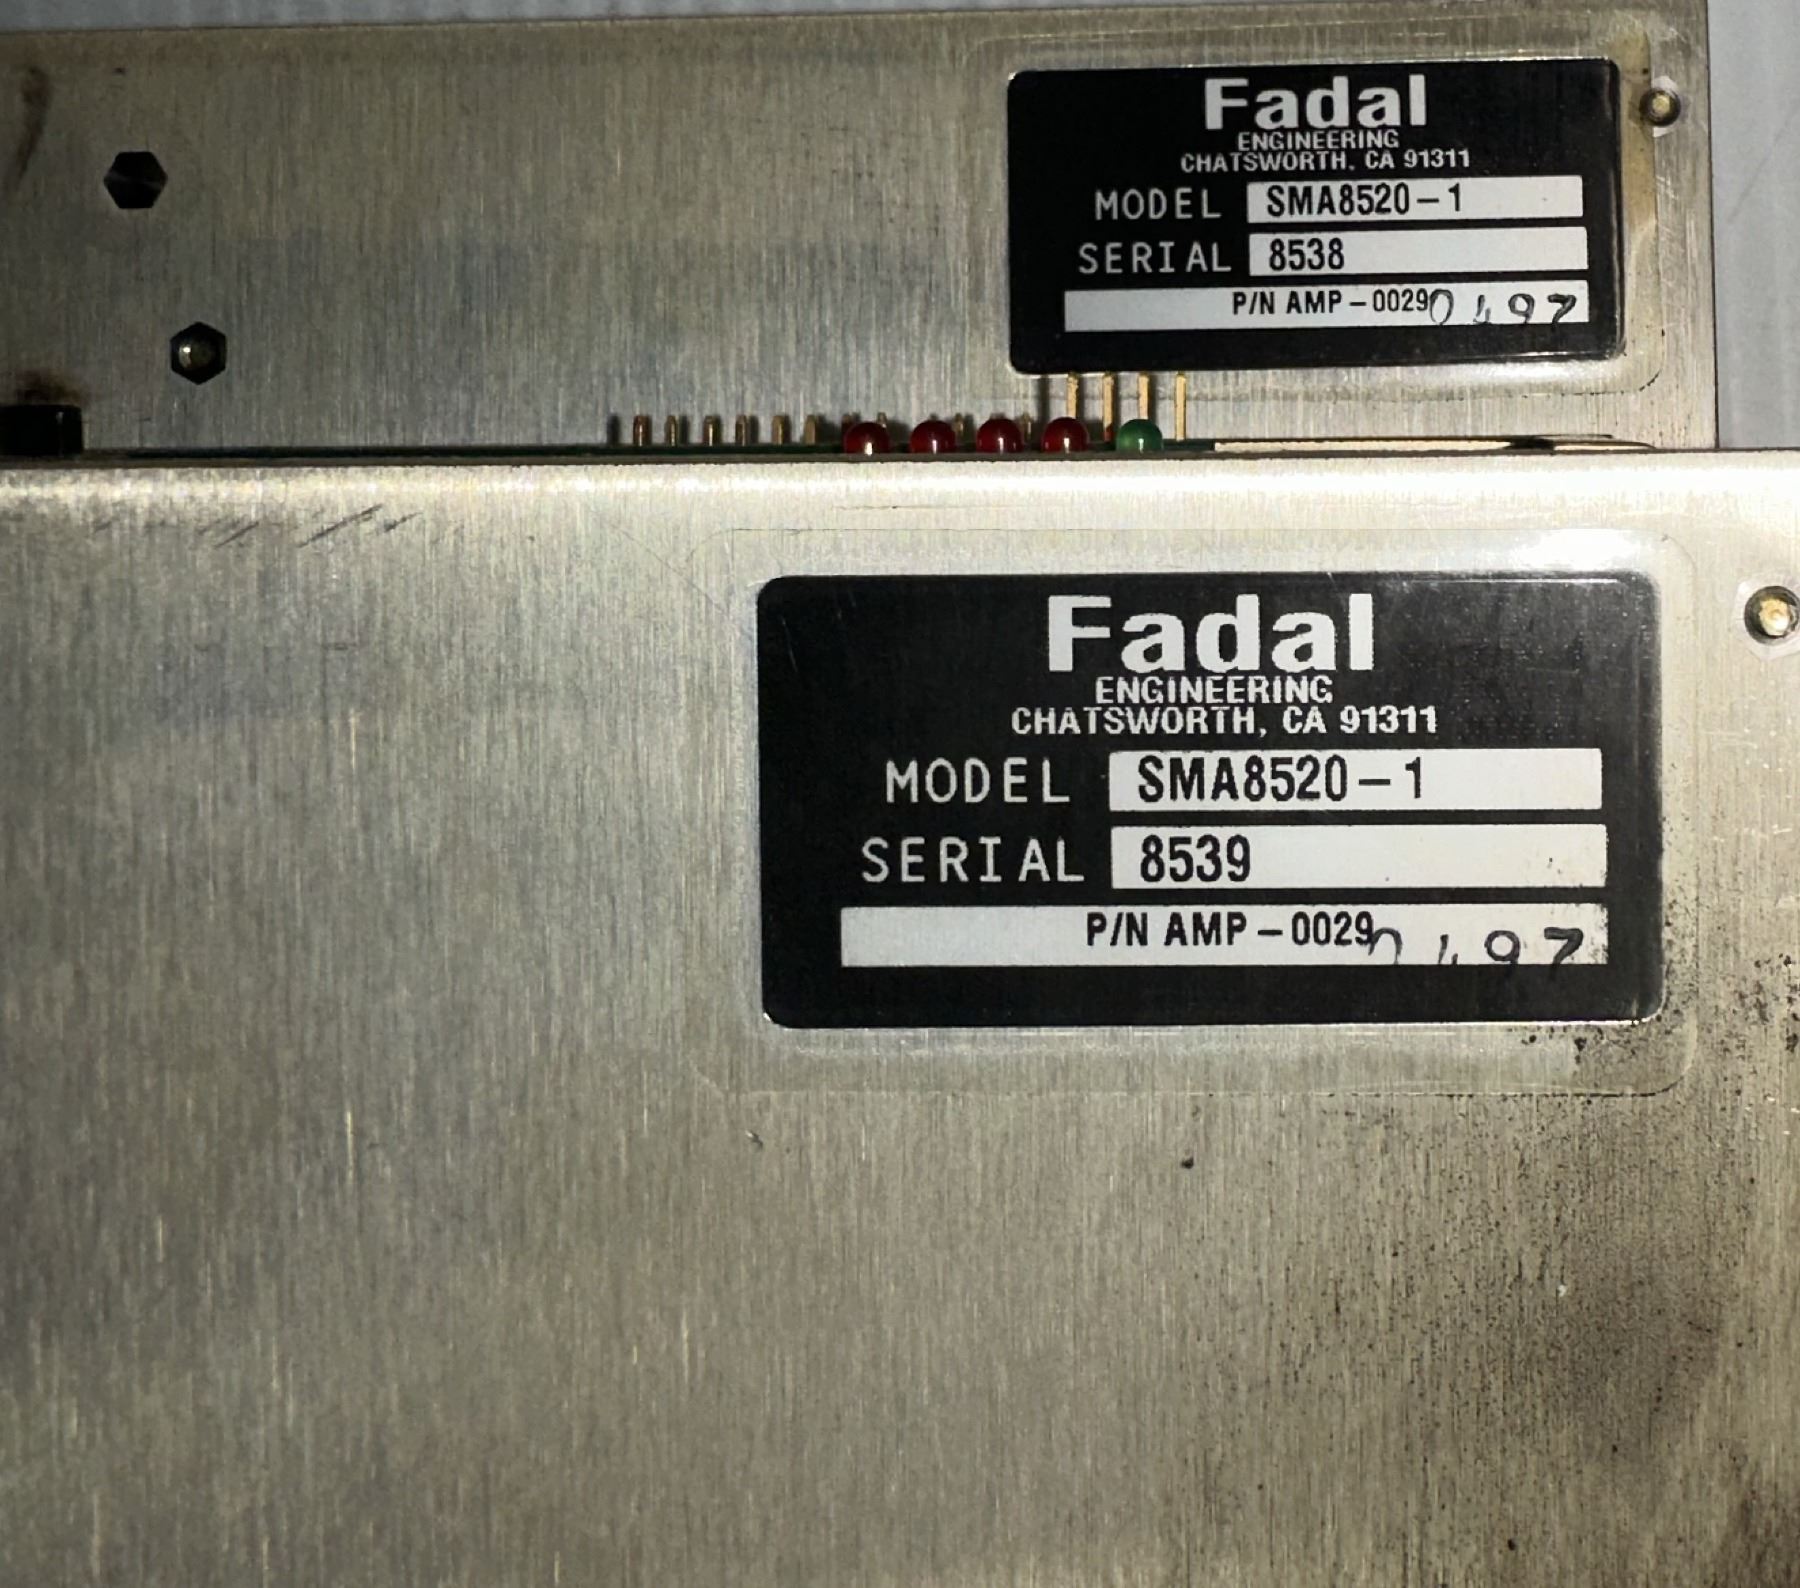 Fadal
ENGINEERING
CHATSWORTH, CA 91311
MODEL SMA8520-1
SERIAL 8538
P/N AMP-0029 0497
Fadal
ENGINEERING
CHATSWORTH, CA 91311
MODEL SMA8520-1
SERIAL 8539
P/N AMP-0029